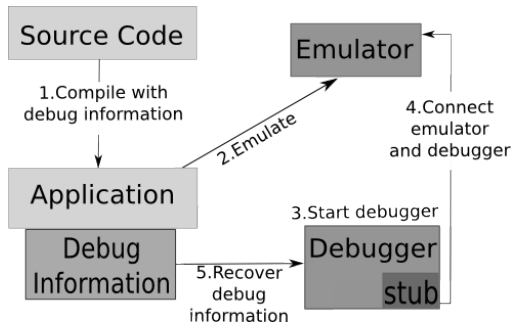 Source Code
1.Compile with
debug information
Application
Debug
Information
2.Emulate
Emulator
3.Start debugger
Debugger
stub
4.Connect
emulator
and debugger
5.Recover
debug
information